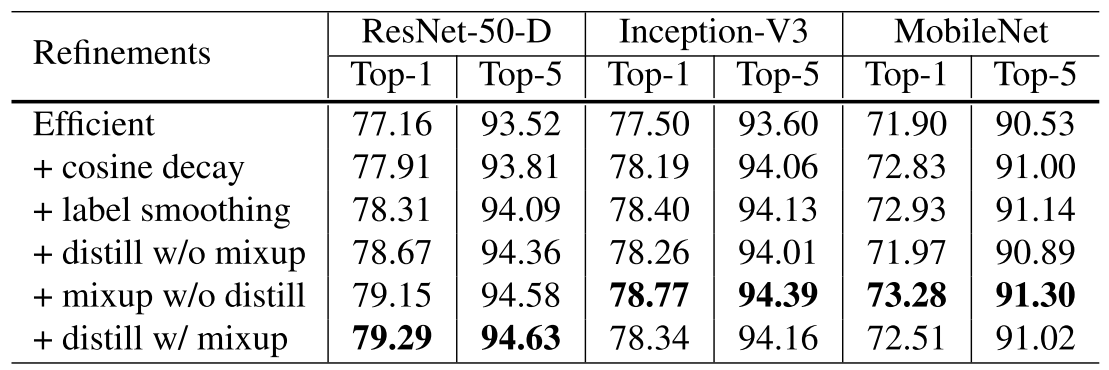 Refinements ResNet-50-D Inception-V3 MobileNet
Top-1 Top-5 Top-1 Top-5 Top-1 Top-5
Efficient 77.16 93.52 77.50 93.60 71.90 90.53
+ cosine decay 77.91 93.81 78.19 94.06 72.83 91.00
+ label smoothing 78.31 94.09 78.40 94.13 72.93 91.14
+ distill w/o mixup 78.67 94.36 78.26 94.01 71.97 90.89
+ mixup w/o distill 79.15 94.58 78.77 94.39 73.28 91.30
+ distill w/ mixup 79.29 94.63 78.34 94.16 72.51 91.02